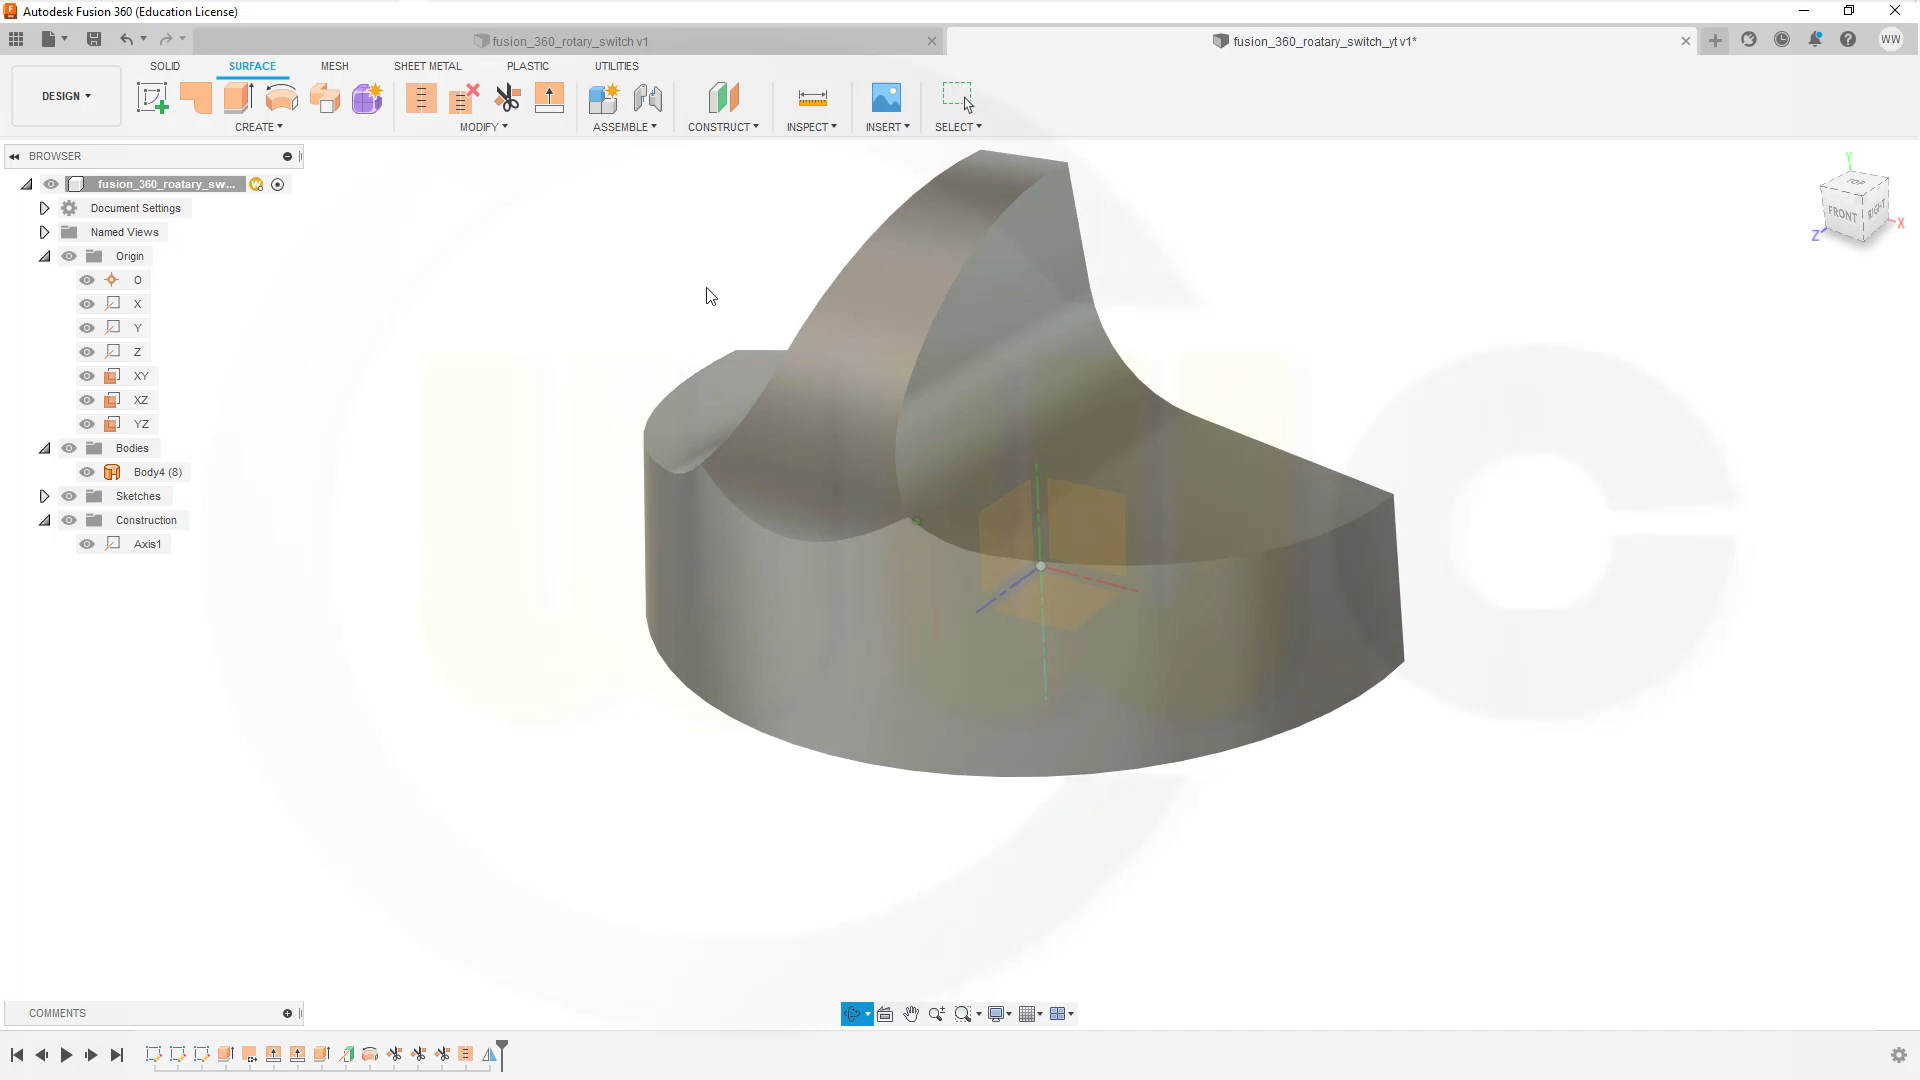 Autodesk Fusion 360 (Education License)
fusion_360_rotary_switch v1
fusion_360_roatary_switch_yt v1*
WW
DESIGN
SOLID
SURFACE
MESH
SHEET METAL
PLASTIC
UTILITIES
CREATE
MODIFY
ASSEMBLE
CONSTRUCT
INSPECT
INSERT
SELECT
BROWSER
fusion_360_roatary_sw...
Document Settings
Named Views
Origin
O
X
Y
Z
XY
XZ
YZ
Bodies
Body4 (8)
Sketches
Construction
Axis1
Y
TOP
FRONT
RIGHT
X
Z
COMMENTS